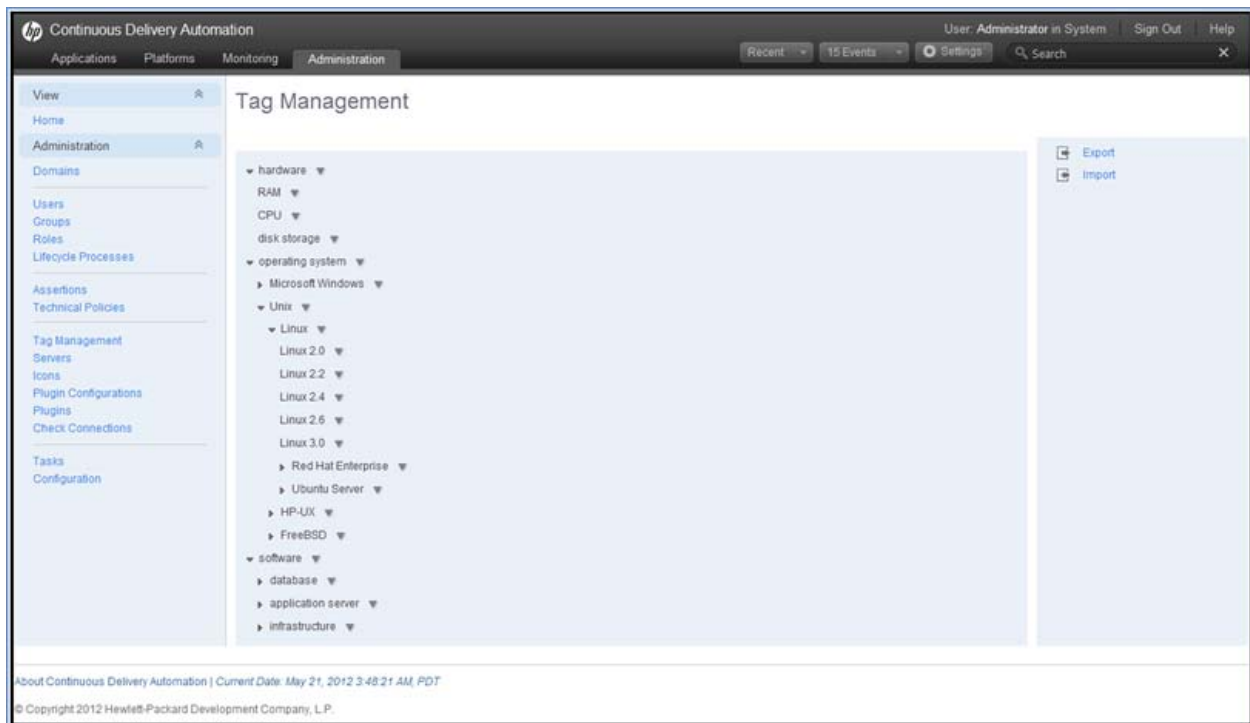 hp Continuous Delivery Automation
User: Administrator in System Sign Out Help
Applications Platforms Monitoring Administration
Recent 15 Events Settings Search
View
Home
Administration
Domains
Users
Groups
Roles
Lifecycle Processes
Assertions
Technical Policies
Tag Management
Servers
Icons
Plugin Configurations
Plugins
Check Connections
Tasks
Configuration
Tag Management
hardware
RAM
CPU
disk storage
operating system
Microsoft Windows
Unix
Linux
Linux 2.0
Linux 2.2
Linux 2.4
Linux 2.6
Linux 3.0
Red Hat Enterprise
Ubuntu Server
HP-UX
FreeBSD
software
database
application server
infrastructure
Export
Import
About Continuous Delivery Automation | Current Date: May 21, 2012 3:48:21 AM, PDT
© Copyright 2012 Hewlett-Packard Development Company, L.P.